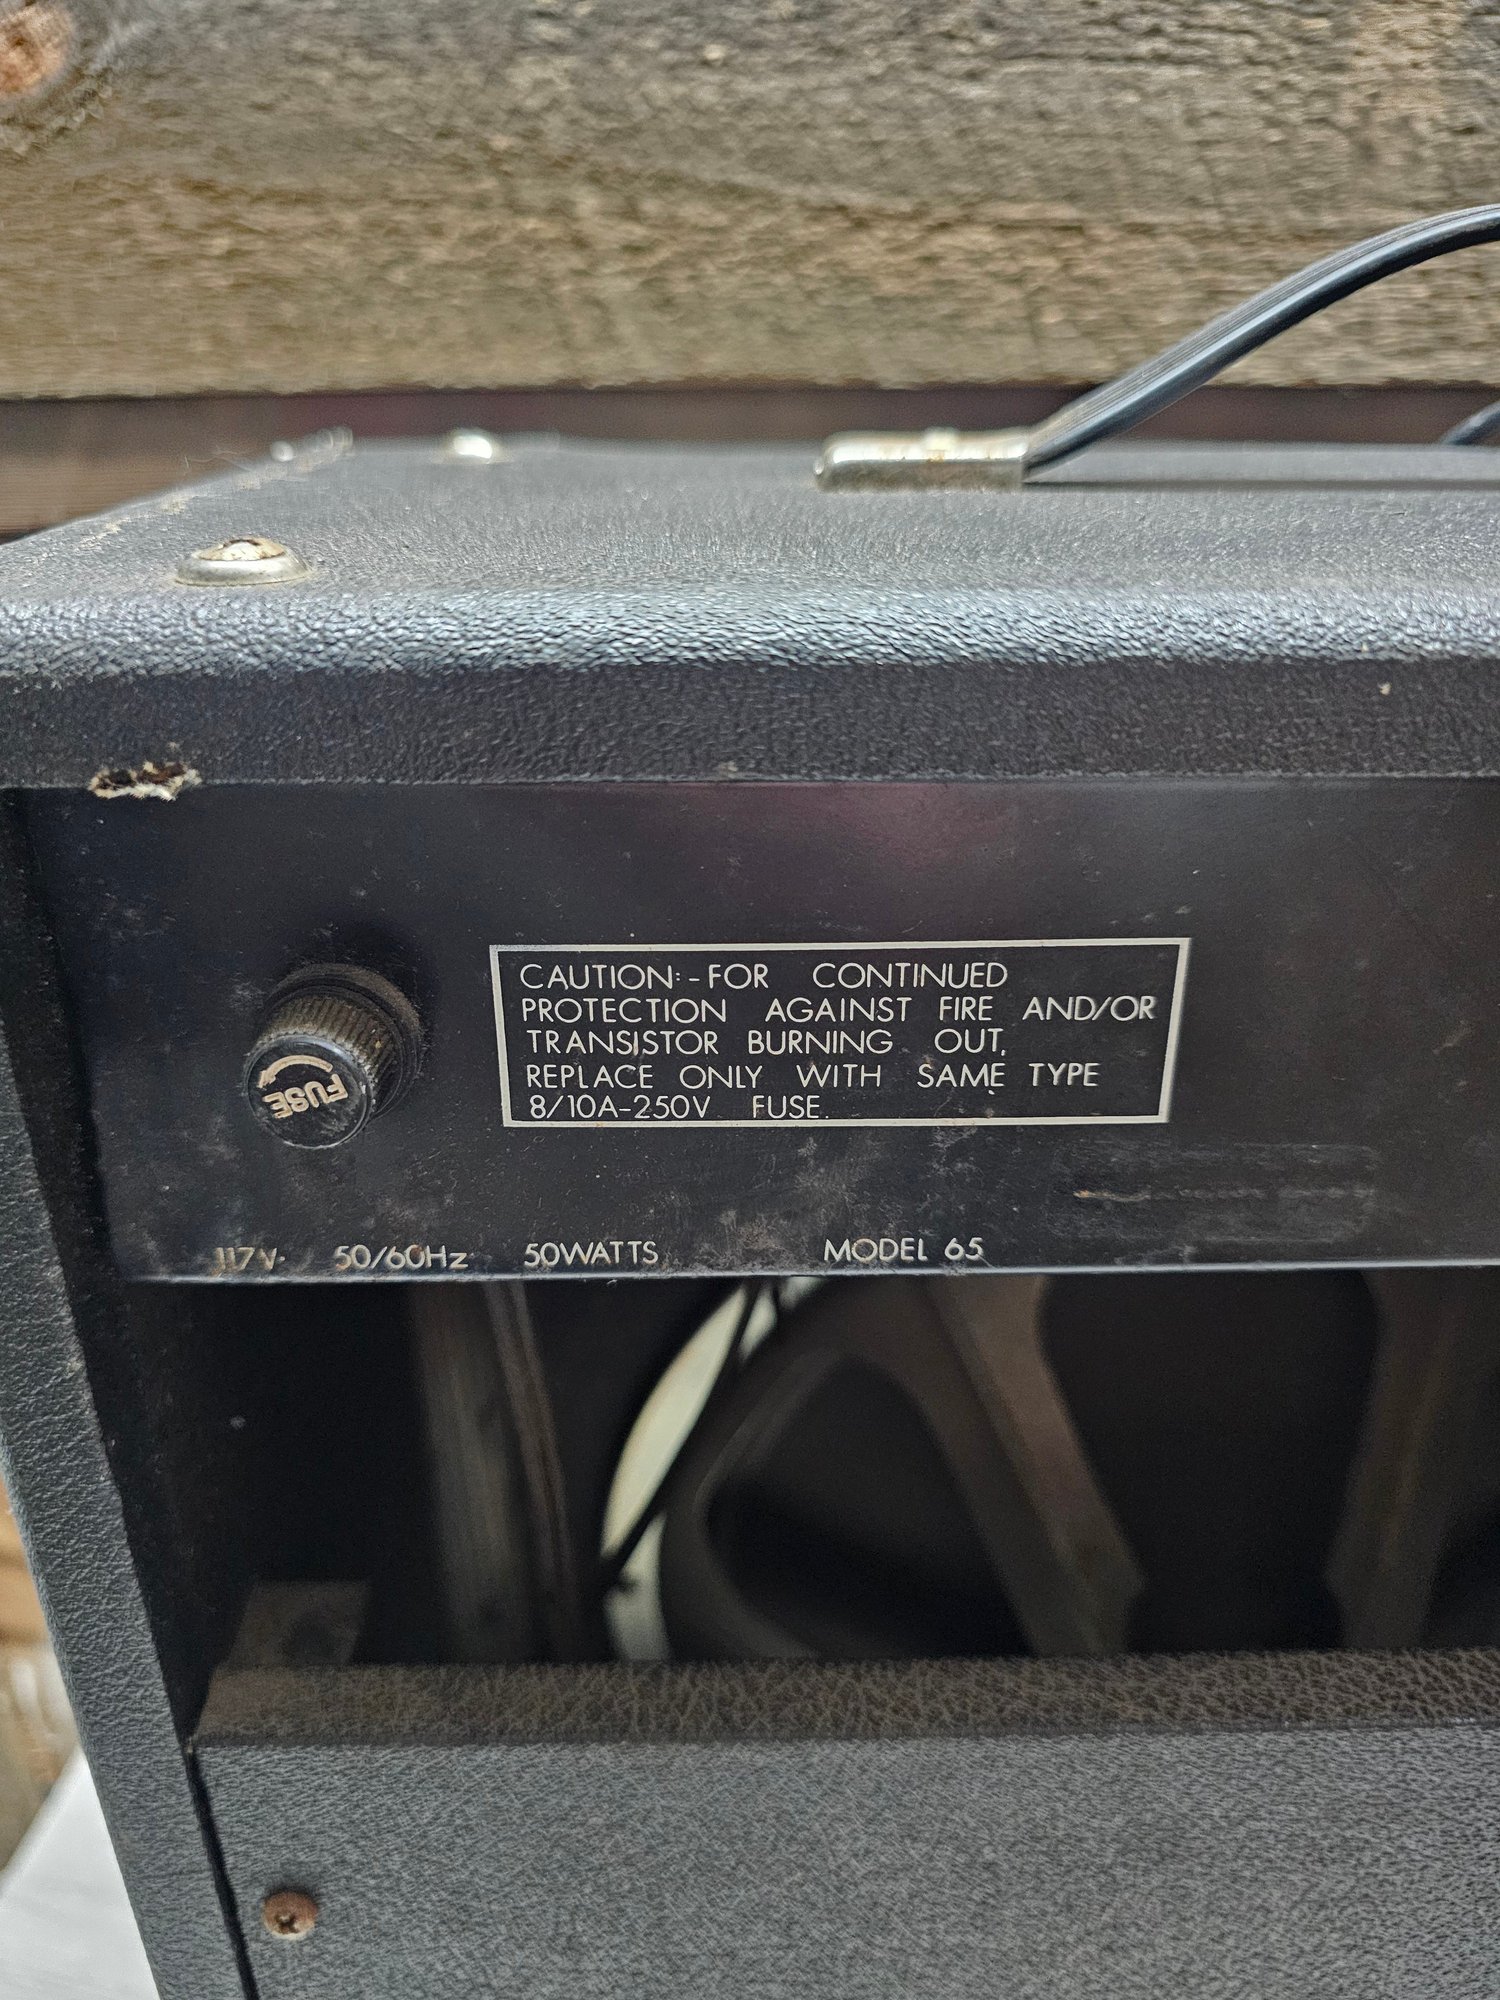 CAUTION:-FOR CONTINUED
PROTECTION AGAINST FIRE AND/OR
TRANSISTOR BURNING OUT,
REPLACE ONLY WITH SAME TYPE
8/10A-250V FUSE.
FUSE
117V. 50/60Hz 50WATTS MODEL 65